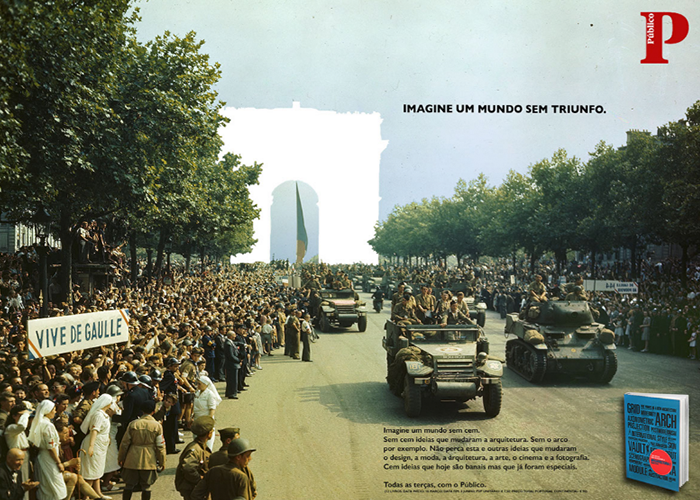 Público
P
IMAGINE UM MUNDO SEM TRIUNFO.
VIVE DE GAULLE
Imagine um mundo sem cem.
Sem cem ideias que mudaram a arquitetura. Sem o arco
por exemplo. Não perca esta e outras ideias que mudaram
o design, a moda, a arquitetura, a arte, o cinema e a fotografia.
Cem ideias que hoje são banais mas que já foram especiais.
Todas as terças, com o Público.
GRID
ARCH
VAULT